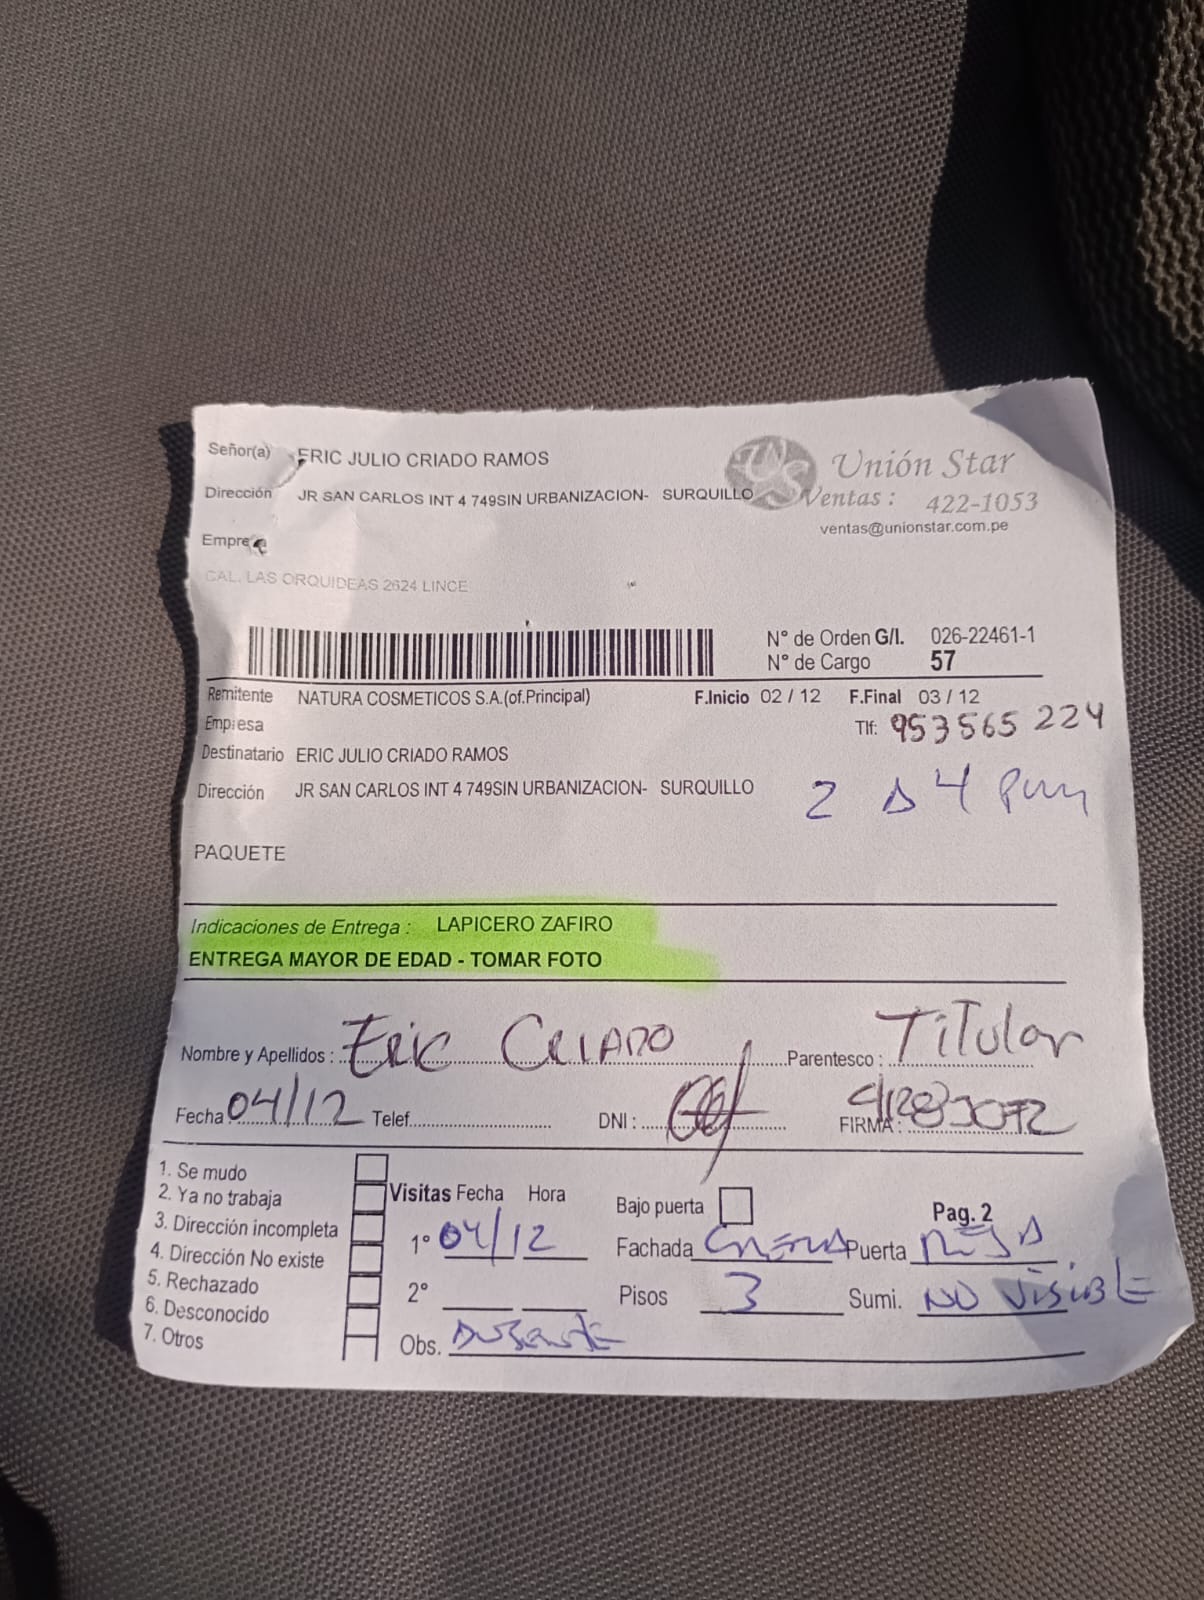 Señor(a) ERIC JULIO CRIADO RAMOS
Unión Star
Dirección JR SAN CARLOS INT 4 749SIN URBANIZACION- SURQUILLO
Ventas : 422-1053
ventas@unionstar.com.pe
Empre a
CAL. LAS ORQUIDEAS 2624 LINCE
N° de Orden G/I. 026-22461-1
N° de Cargo 57
Remitente NATURA COSMETICOS S.A.(of.Principal) F.Inicio 02 / 12 F.Final 03 / 12
Empresa Tlf: 953565 224
Destinatario ERIC JULIO CRIADO RAMOS
Dirección JR SAN CARLOS INT 4 749SIN URBANIZACION- SURQUILLO
2 A 4 Pm
PAQUETE
Indicaciones de Entrega : LAPICERO ZAFIRO
ENTREGA MAYOR DE EDAD - TOMAR FOTO
Nombre y Apellidos : Eric CRIADO Parentesco : Titular
Fecha : 04/12 Telef. DNI : FIRMA :
1. Se mudo
2. Ya no trabaja
3. Dirección incompleta
4. Dirección No existe
5. Rechazado
6. Desconocido
7. Otros
Visitas Fecha Hora
1° 04/12
2°
Obs. AUSENTE
Bajo puerta Pag. 2
Fachada CREMA Puerta REJA
Pisos 3 Sumi. NO VISIBLE